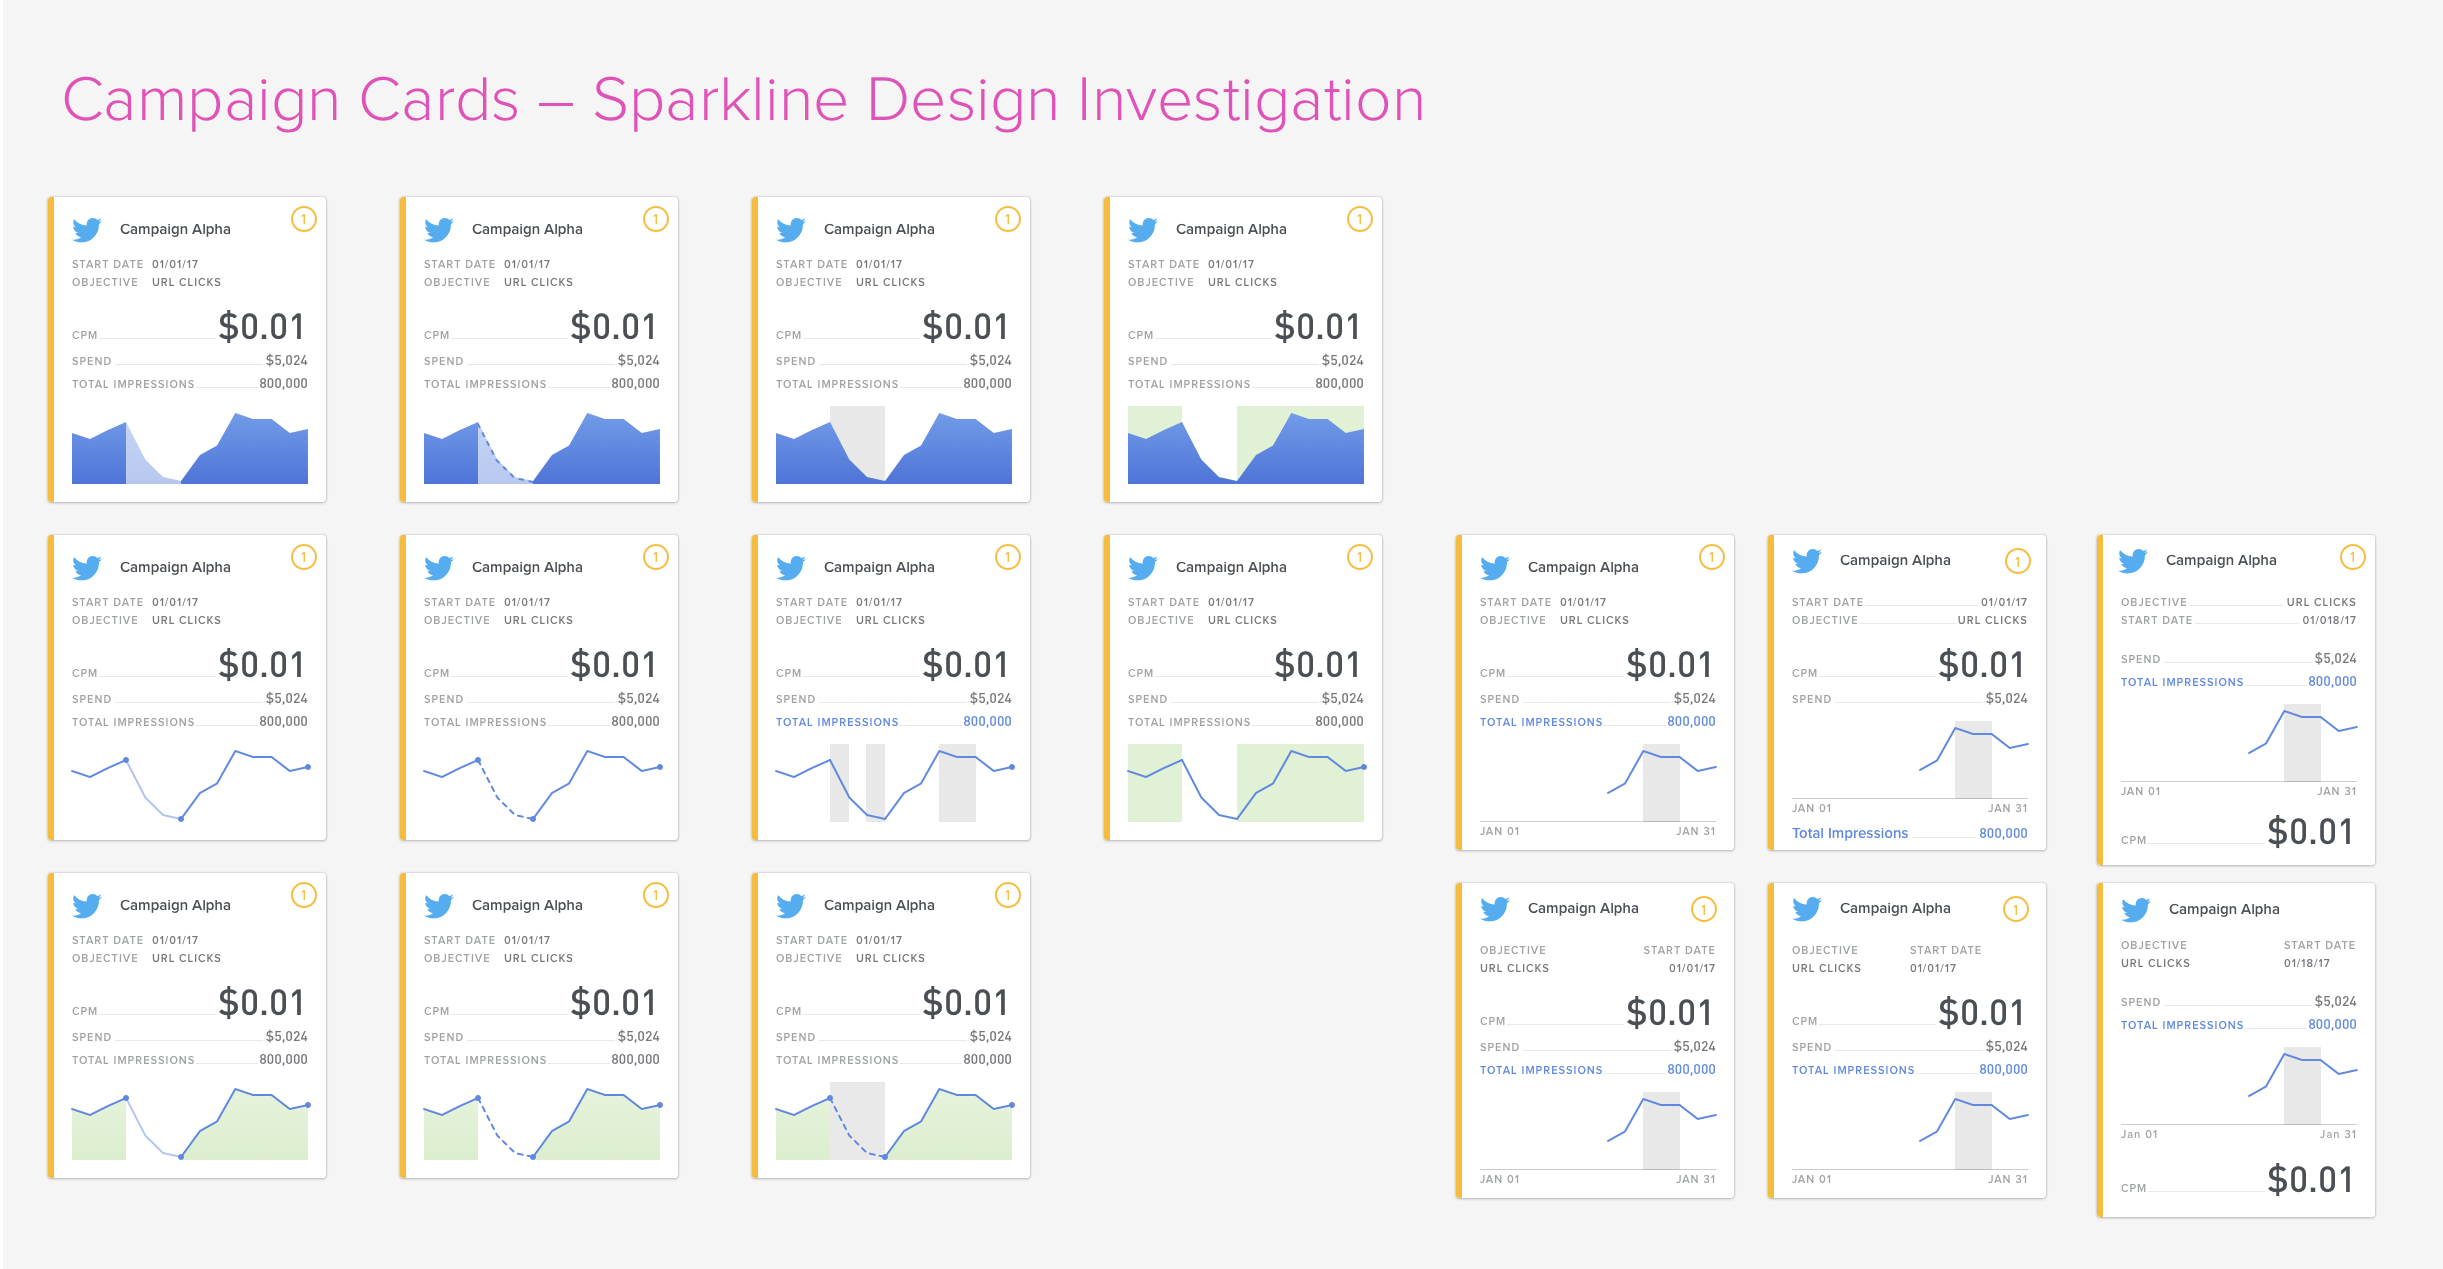 Campaign Cards – Sparkline Design Investigation
Campaign Alpha 1
START DATE 01/01/17
OBJECTIVE URL CLICKS
CPM $0.01
SPEND $5,024
TOTAL IMPRESSIONS 800,000
Campaign Alpha 1
START DATE 01/01/17
OBJECTIVE URL CLICKS
CPM $0.01
SPEND $5,024
TOTAL IMPRESSIONS 800,000
Campaign Alpha 1
START DATE 01/01/17
OBJECTIVE URL CLICKS
CPM $0.01
SPEND $5,024
TOTAL IMPRESSIONS 800,000
Campaign Alpha 1
START DATE 01/01/17
OBJECTIVE URL CLICKS
CPM $0.01
SPEND $5,024
TOTAL IMPRESSIONS 800,000
Campaign Alpha 1
START DATE 01/01/17
OBJECTIVE URL CLICKS
CPM $0.01
SPEND $5,024
TOTAL IMPRESSIONS 800,000
Campaign Alpha 1
START DATE 01/01/17
OBJECTIVE URL CLICKS
CPM $0.01
SPEND $5,024
TOTAL IMPRESSIONS 800,000
Campaign Alpha 1
START DATE 01/01/17
OBJECTIVE URL CLICKS
CPM $0.01
SPEND $5,024
TOTAL IMPRESSIONS 800,000
Campaign Alpha 1
START DATE 01/01/17
OBJECTIVE URL CLICKS
CPM $0.01
SPEND $5,024
TOTAL IMPRESSIONS 800,000
Campaign Alpha 1
START DATE 01/01/17
OBJECTIVE URL CLICKS
CPM $0.01
SPEND $5,024
TOTAL IMPRESSIONS 800,000
JAN 01 JAN 31
Campaign Alpha 1
START DATE 01/01/17
OBJECTIVE URL CLICKS
CPM $0.01
SPEND $5,024
JAN 01 JAN 31
Total Impressions 800,000
Campaign Alpha 1
OBJECTIVE URL CLICKS
START DATE 01/018/17
SPEND $5,024
TOTAL IMPRESSIONS 800,000
JAN 01 JAN 31
CPM $0.01
Campaign Alpha 1
START DATE 01/01/17
OBJECTIVE URL CLICKS
CPM $0.01
SPEND $5,024
TOTAL IMPRESSIONS 800,000
Campaign Alpha 1
START DATE 01/01/17
OBJECTIVE URL CLICKS
CPM $0.01
SPEND $5,024
TOTAL IMPRESSIONS 800,000
Campaign Alpha 1
START DATE 01/01/17
OBJECTIVE URL CLICKS
CPM $0.01
SPEND $5,024
TOTAL IMPRESSIONS 800,000
Campaign Alpha 1
OBJECTIVE START DATE
URL CLICKS 01/01/17
CPM $0.01
SPEND $5,024
TOTAL IMPRESSIONS 800,000
JAN 01 JAN 31
Campaign Alpha 1
OBJECTIVE START DATE
URL CLICKS 01/01/17
CPM $0.01
SPEND $5,024
TOTAL IMPRESSIONS 800,000
JAN 01 JAN 31
Campaign Alpha
OBJECTIVE START DATE
URL CLICKS 01/18/17
SPEND $5,024
TOTAL IMPRESSIONS 800,000
Jan 01 Jan 31
CPM $0.01